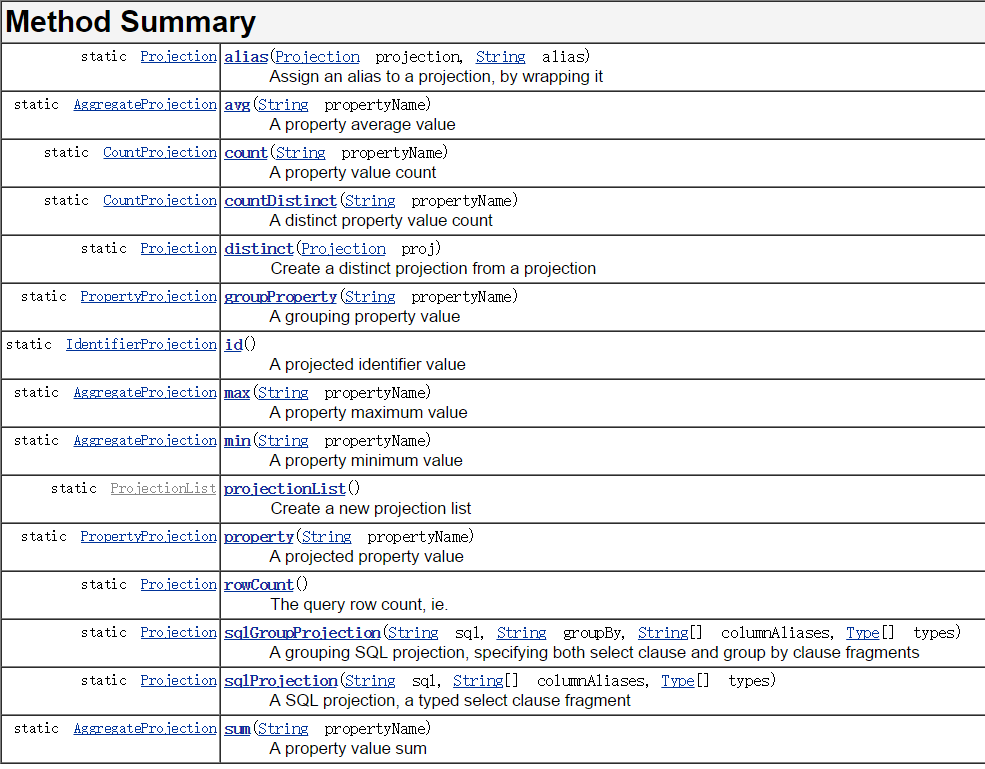 Method Summary
static Projection alias(Projection projection, String alias)
Assign an alias to a projection, by wrapping it
static AggregateProjection avg(String propertyName)
A property average value
static CountProjection count(String propertyName)
A property value count
static CountProjection countDistinct(String propertyName)
A distinct property value count
static Projection distinct(Projection proj)
Create a distinct projection from a projection
static PropertyProjection groupProperty(String propertyName)
A grouping property value
static IdentifierProjection id()
A projected identifier value
static AggregateProjection max(String propertyName)
A property maximum value
static AggregateProjection min(String propertyName)
A property minimum value
static ProjectionList projectionList()
Create a new projection list
static PropertyProjection property(String propertyName)
A projected property value
static Projection rowCount()
The query row count, ie.
static Projection sqlGroupProjection(String sql, String groupBy, String[] columnAliases, Type[] types)
A grouping SQL projection, specifying both select clause and group by clause fragments
static Projection sqlProjection(String sql, String[] columnAliases, Type[] types)
A SQL projection, a typed select clause fragment
static AggregateProjection sum(String propertyName)
A property value sum